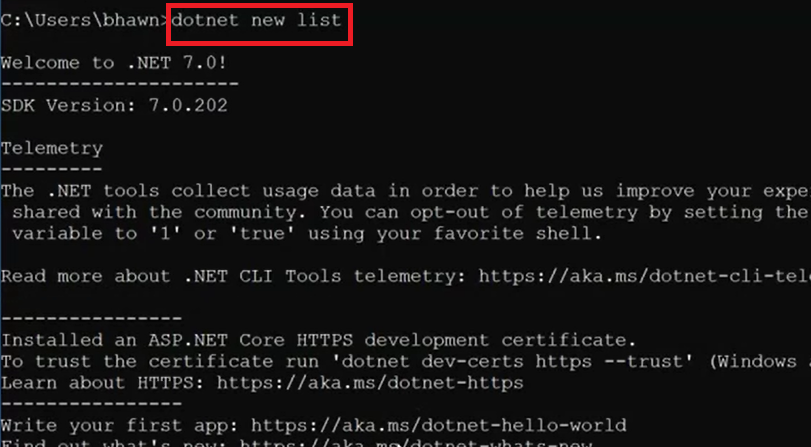 C:\Users\bhawn>dotnet new list
Welcome to .NET 7.0!
---------------------
SDK Version: 7.0.202
Telemetry
---------
The .NET tools collect usage data in order to help us improve your expe
shared with the community. You can opt-out of telemetry by setting the
variable to '1' or 'true' using your favorite shell.
Read more about .NET CLI Tools telemetry: https://aka.ms/dotnet-cli-tel
----------------
Installed an ASP.NET Core HTTPS development certificate.
To trust the certificate run 'dotnet dev-certs https --trust' (Windows
Learn about HTTPS: https://aka.ms/dotnet-https
----------------
Write your first app: https://aka.ms/dotnet-hello-world
Find out what's new: https://aka.ms/dotnet-whats-new